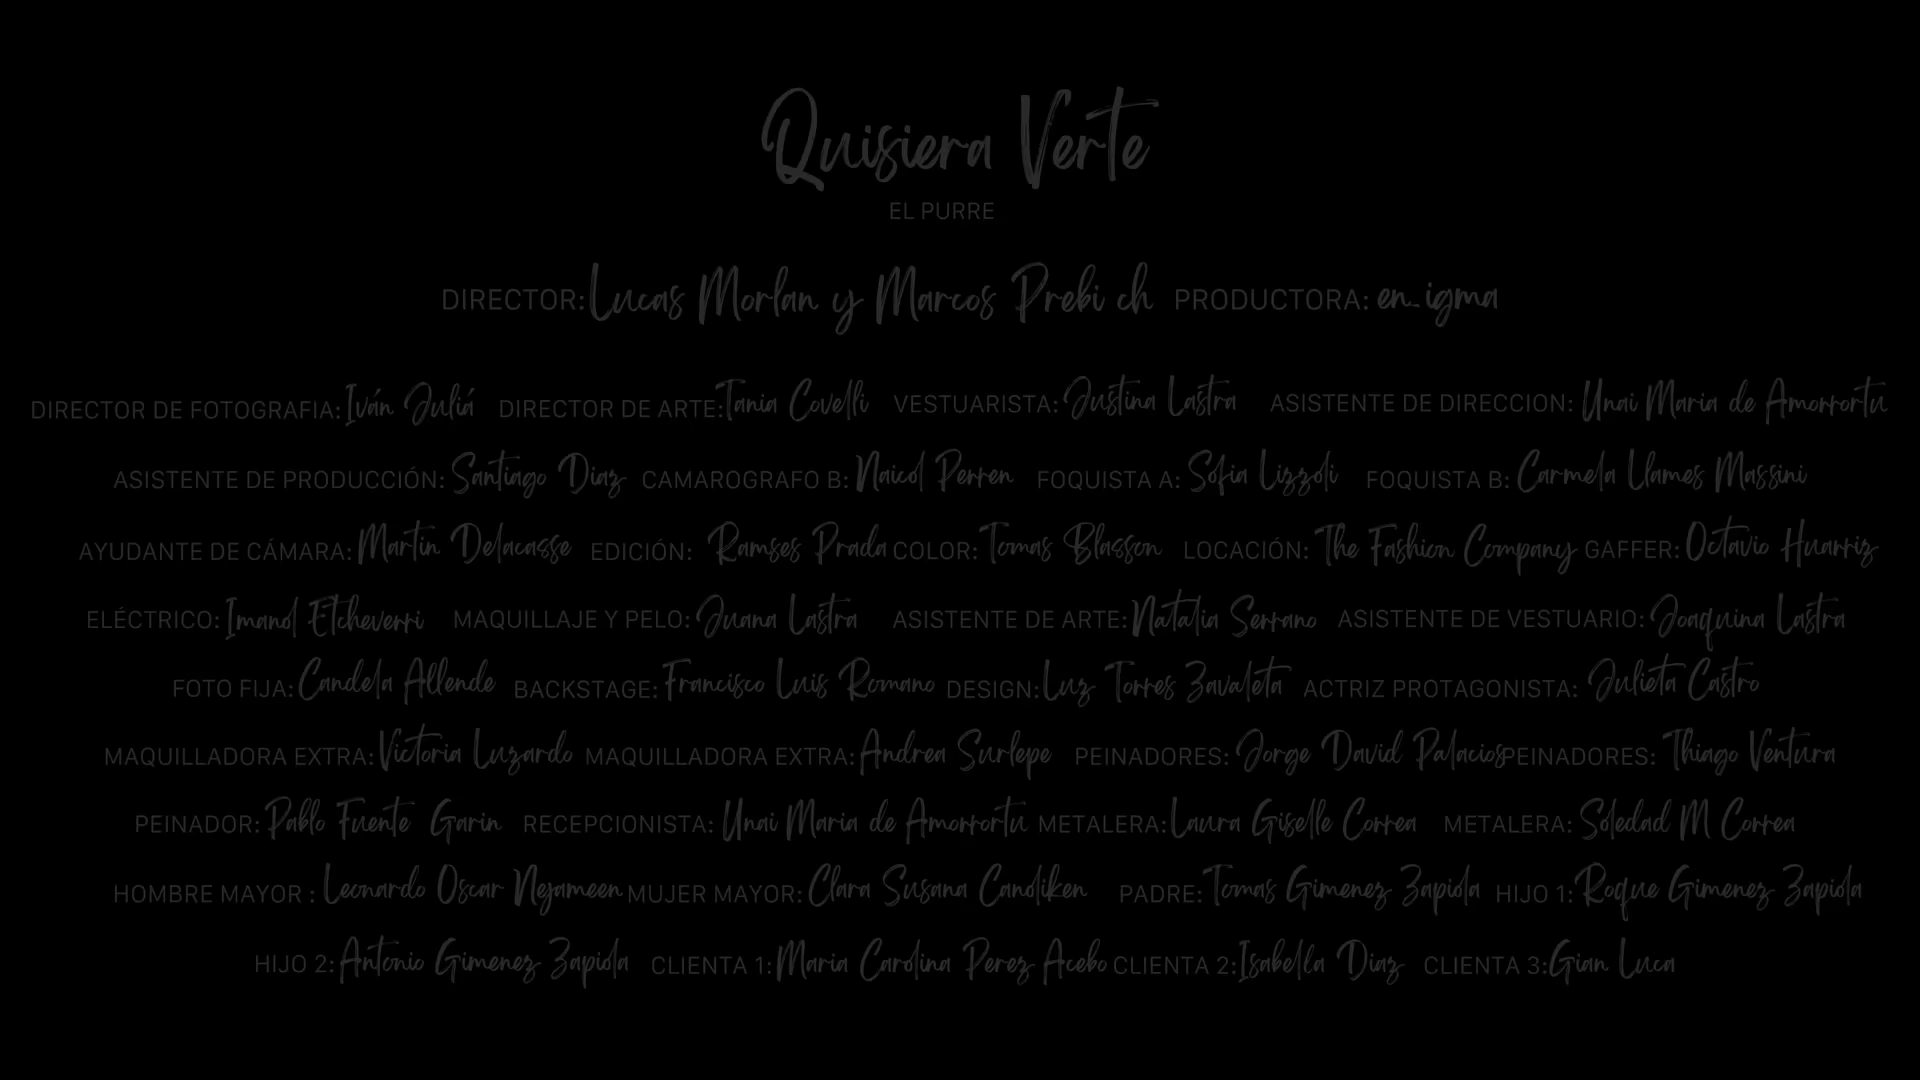 Quisiera Verte
EL PURRE
DIRECTOR: Lucas Morlan y Marcos Prebi ch PRODUCTORA: en_igma
DIRECTOR DE FOTOGRAFIA: Iván Juliá DIRECTOR DE ARTE: Tania Covelli VESTUARISTA: Justina Lastra ASISTENTE DE DIRECCION: Unai Maria de Amorrortu
ASISTENTE DE PRODUCCIÓN: Santiago Diaz CAMAROGRAFO B: Naicol Perren FOQUISTA A: Sofia Lizzoli FOQUISTA B: Carmela Llames Massini
AYUDANTE DE CÁMARA: Martin Delacasse EDICIÓN: Ramses Prada COLOR: Tomas Blasson LOCACIÓN: The Fashion Company GAFFER: Octavio Huarriz
ELÉCTRICO: Imanol Etcheverri MAQUILLAJE Y PELO: Juana Lastra ASISTENTE DE ARTE: Natalia Serrano ASISTENTE DE VESTUARIO: Joaquina Lastra
FOTO FIJA: Candela Allende BACKSTAGE: Francisco Luis Romano DESIGN: Luz Torres Zavaleta ACTRIZ PROTAGONISTA: Julieta Castro
MAQUILLADORA EXTRA: Victoria Luzardo MAQUILLADORA EXTRA: Andrea Surlepe PEINADORES: Jorge David Palacios PEINADORES: Thiago Ventura
PEINADOR: Pablo Fuente Garin RECEPCIONISTA: Unai Maria de Amorrortu METALERA: Laura Giselle Correa METALERA: Soledad M Correa
HOMBRE MAYOR : Leonardo Oscar Nejameen MUJER MAYOR: Clara Susana Candiken PADRE: Tomas Gimenez Zapiola HIJO 1: Roque Gimenez Zapiola
HIJO 2: Antonio Gimenez Zapiola CLIENTA 1: Maria Carolina Perez Acebo CLIENTA 2: Isabella Diaz CLIENTA 3: Gian Luca